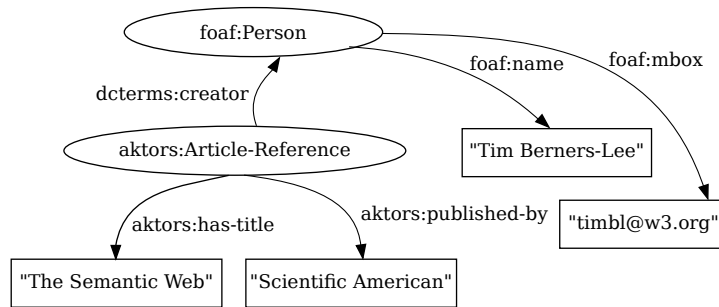 foaf:Person
foaf:name
foaf:mbox
dcterms:creator
aktors:Article-Reference
"Tim Berners-Lee"
aktors:has-title
aktors:published-by
"timbl@w3.org"
"The Semantic Web"
"Scientific American"